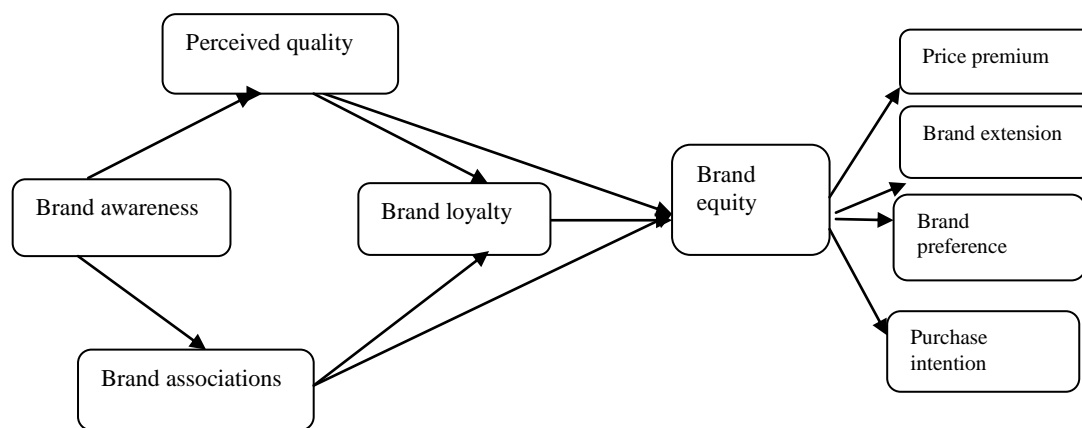 Perceived quality
Price premium
Brand extension
Brand awareness
Brand loyalty
Brand
equity
Brand
preference
Brand associations
Purchase
intention